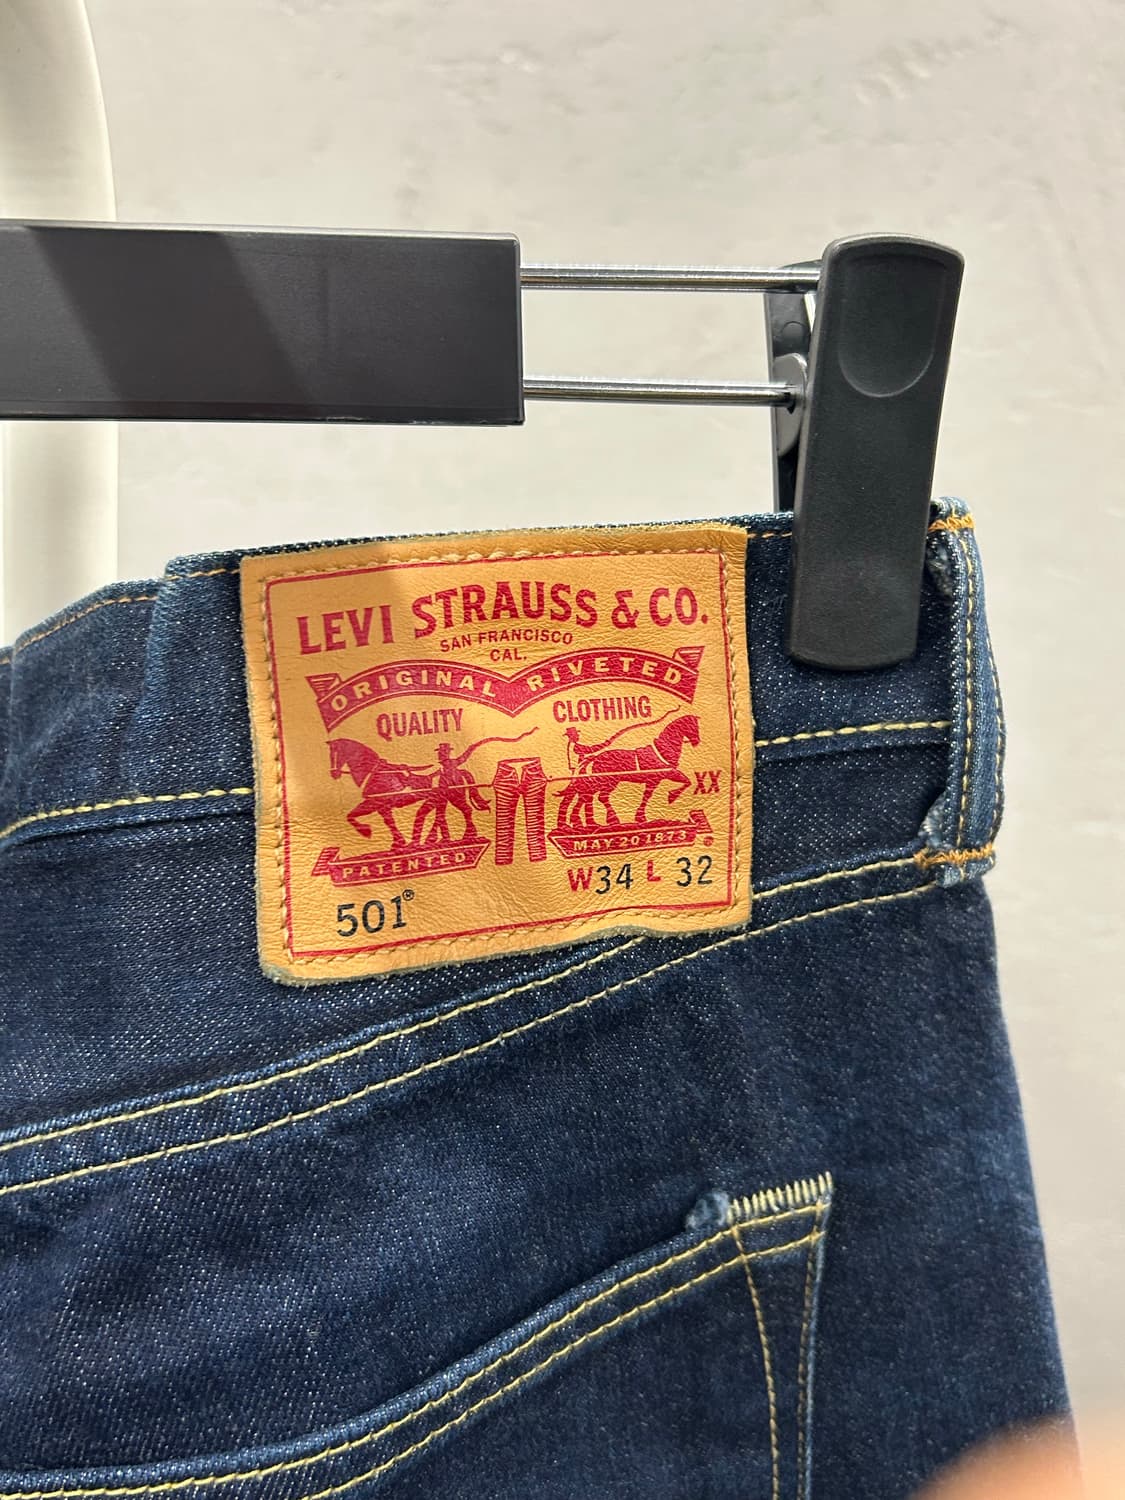 LEVI STRAUSS & CO.
SAN FRANCISCO
CAL.
ORIGINAL RIVETED
QUALITY CLOTHING
XX
PATENTED MAY 20 1873
W34 L 32
501®